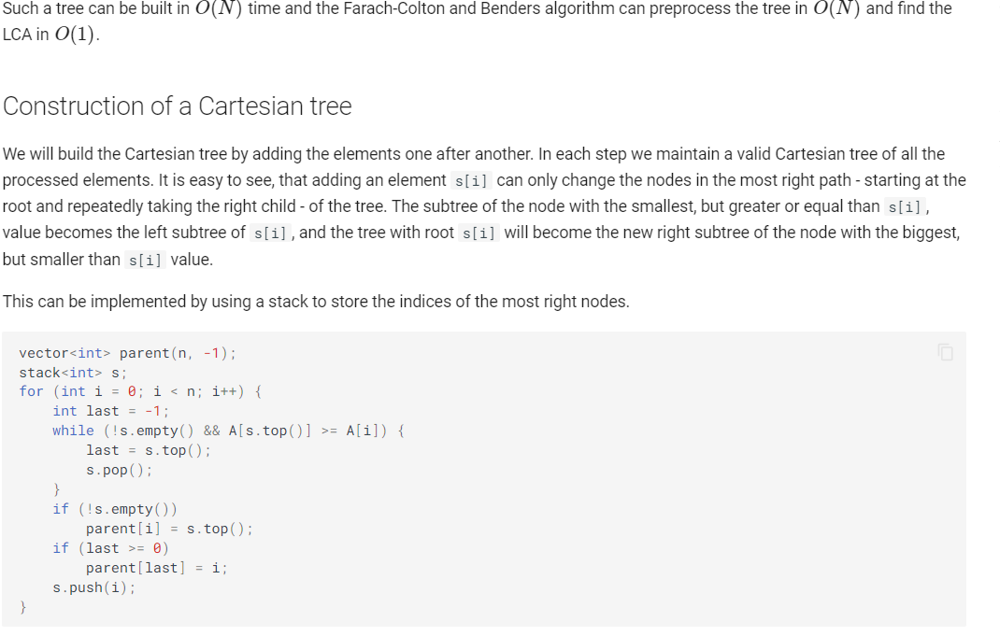 Such a tree can be built in O(N) time and the Farach-Colton and Benders algorithm can preprocess the tree in O(N) and find the
LCA in O(1).
Construction of a Cartesian tree
We will build the Cartesian tree by adding the elements one after another. In each step we maintain a valid Cartesian tree of all the
processed elements. It is easy to see, that adding an element s[i] can only change the nodes in the most right path - starting at the
root and repeatedly taking the right child - of the tree. The subtree of the node with the smallest, but greater or equal than s[i],
value becomes the left subtree of s[i], and the tree with root s[i] will become the new right subtree of the node with the biggest,
but smaller than s[i] value.
This can be implemented by using a stack to store the indices of the most right nodes.
vector<int> parent(n, -1);
stack<int> s;
for (int i = 0; i < n; i++) {
    int last = -1;
    while (!s.empty() && A[s.top()] >= A[i]) {
        last = s.top();
        s.pop();
    }
    if (!s.empty())
        parent[i] = s.top();
    if (last >= 0)
        parent[last] = i;
    s.push(i);
}